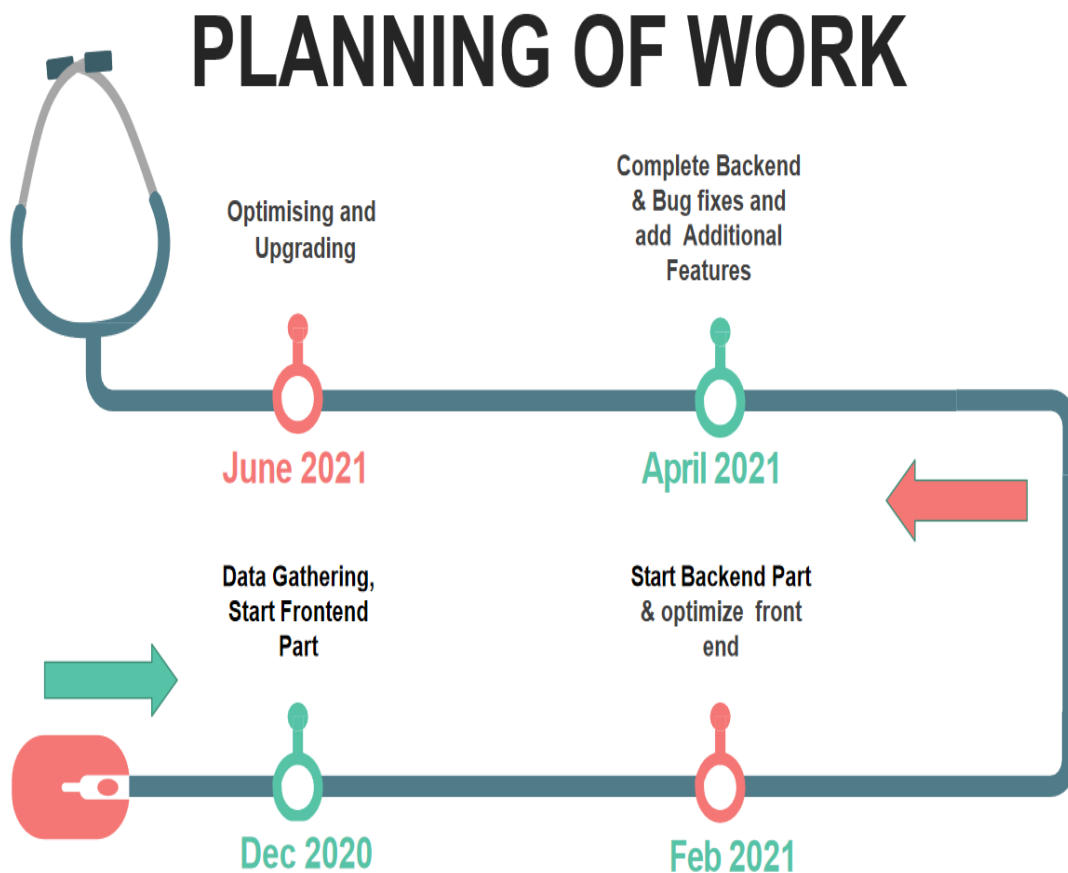 PLANNING OF WORK
Optimising and
Upgrading
June 2021
Complete Backend
& Bug fixes and
add Additional
Features
April 2021
Data Gathering,
Start Frontend
Part
Dec 2020
Start Backend Part
& optimize front
end
Feb 2021